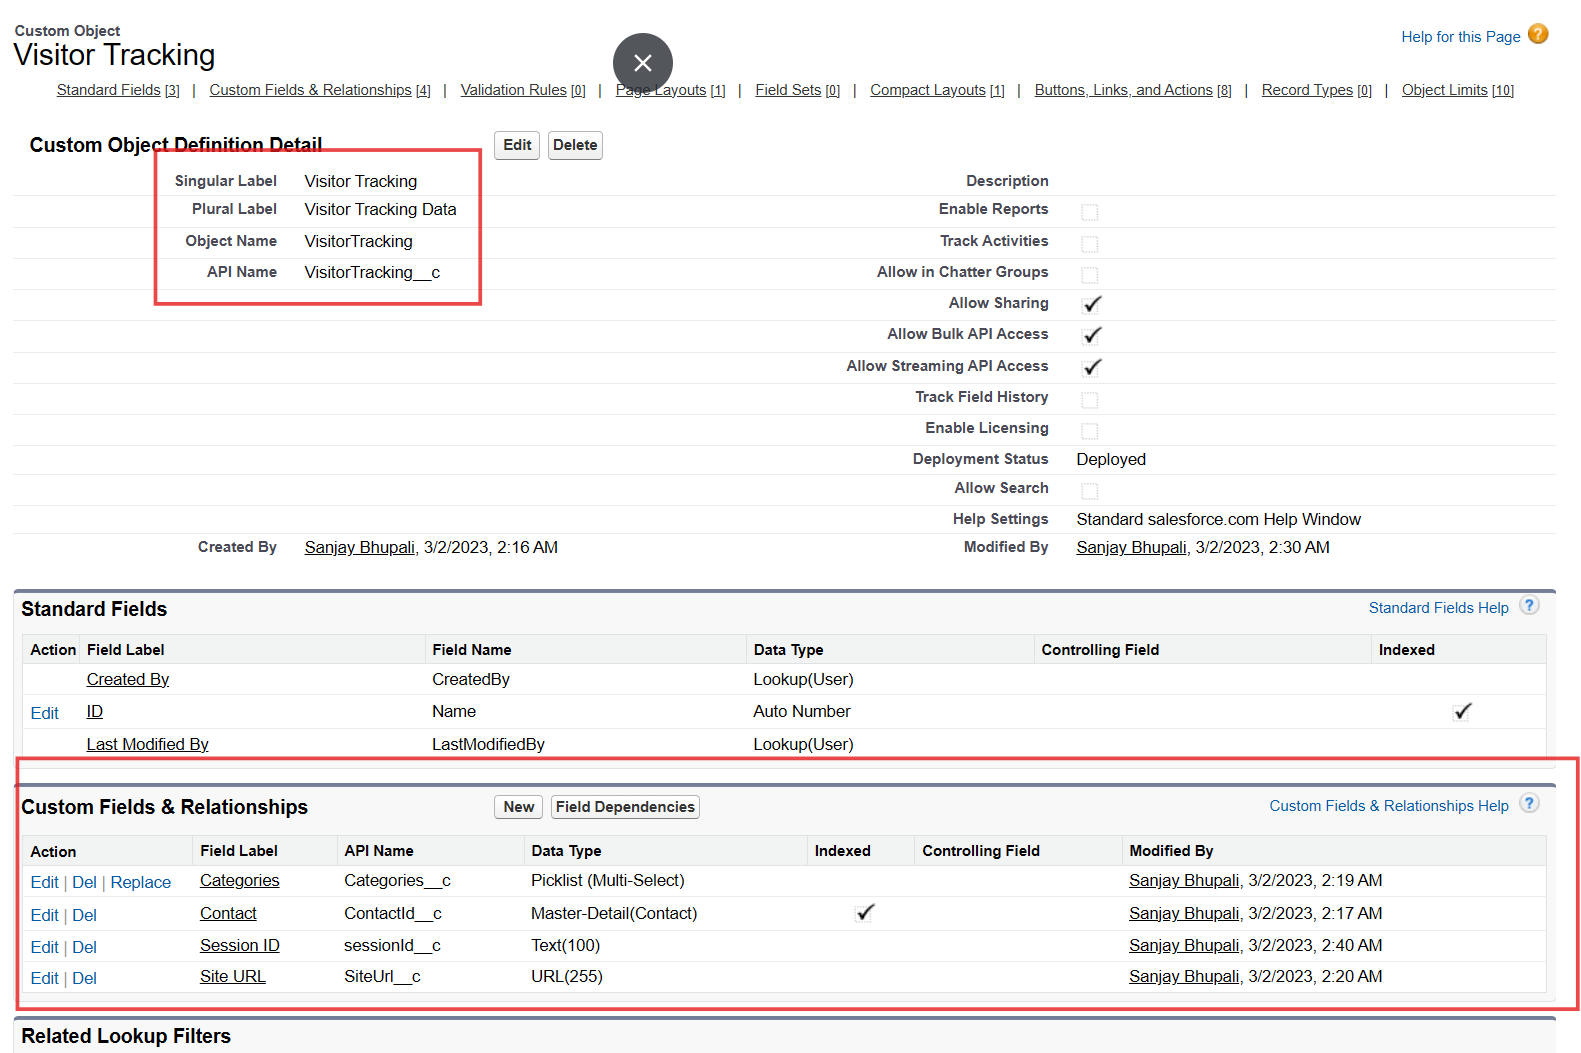 Custom Object
Visitor Tracking
Help for this Page ?
Standard Fields [3] | Custom Fields & Relationships [4] | Validation Rules [0] | Page Layouts [1] | Field Sets [0] | Compact Layouts [1] | Buttons, Links, and Actions [8] | Record Types [0] | Object Limits [10]
Custom Object Definition Detail Edit Delete
Singular Label Visitor Tracking Description
Plural Label Visitor Tracking Data Enable Reports
Object Name VisitorTracking Track Activities
API Name VisitorTracking__c Allow in Chatter Groups
Allow Sharing
Allow Bulk API Access
Allow Streaming API Access
Track Field History
Enable Licensing
Deployment Status Deployed
Allow Search
Help Settings Standard salesforce.com Help Window
Created By Sanjay Bhupali, 3/2/2023, 2:16 AM Modified By Sanjay Bhupali, 3/2/2023, 2:30 AM
Standard Fields Standard Fields Help ?
Action Field Label Field Name Data Type Controlling Field Indexed
Created By CreatedBy Lookup(User)
Edit ID Name Auto Number
Last Modified By LastModifiedBy Lookup(User)
Custom Fields & Relationships New Field Dependencies Custom Fields & Relationships Help ?
Action Field Label API Name Data Type Indexed Controlling Field Modified By
Edit | Del | Replace Categories Categories__c Picklist (Multi-Select) Sanjay Bhupali, 3/2/2023, 2:19 AM
Edit | Del Contact ContactId__c Master-Detail(Contact) Sanjay Bhupali, 3/2/2023, 2:17 AM
Edit | Del Session ID sessionId__c Text(100) Sanjay Bhupali, 3/2/2023, 2:40 AM
Edit | Del Site URL SiteUrl__c URL(255) Sanjay Bhupali, 3/2/2023, 2:20 AM
Related Lookup Filters